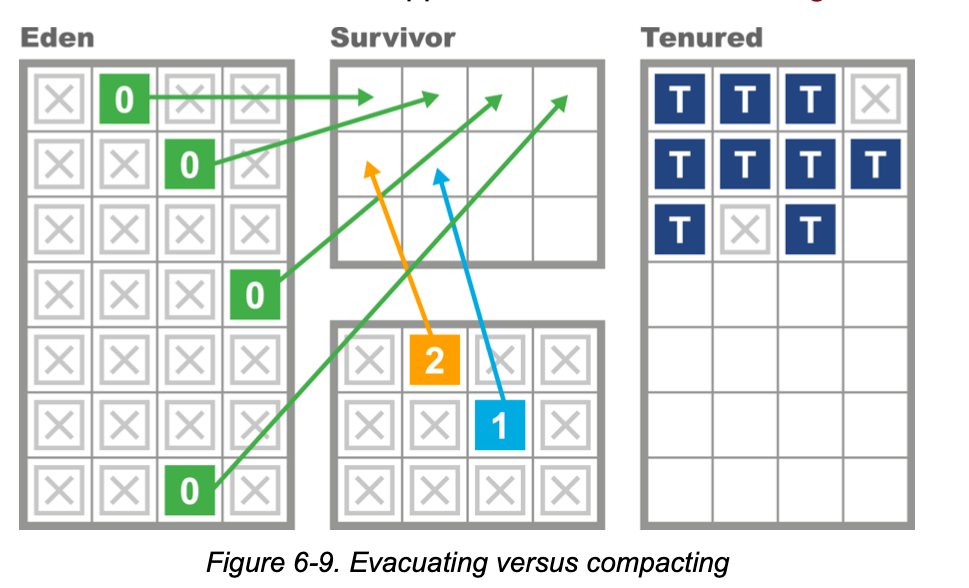 Eden
Survivor
Tenured
0
T T T
0
T T T T
T T
0
2
1
0
Figure 6-9. Evacuating versus compacting